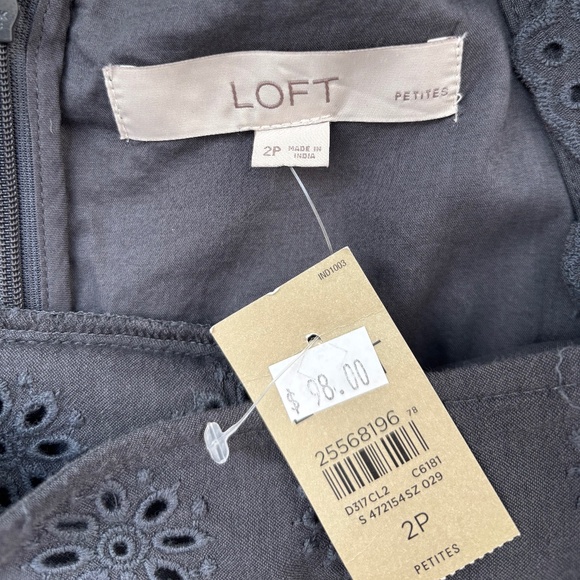 LOFT PETITES
2P MADE IN
INDIA
IND1003
$ 98.00
25568196 78
D317CL2 C6181
S 472154SZ 029
2P
PETITES